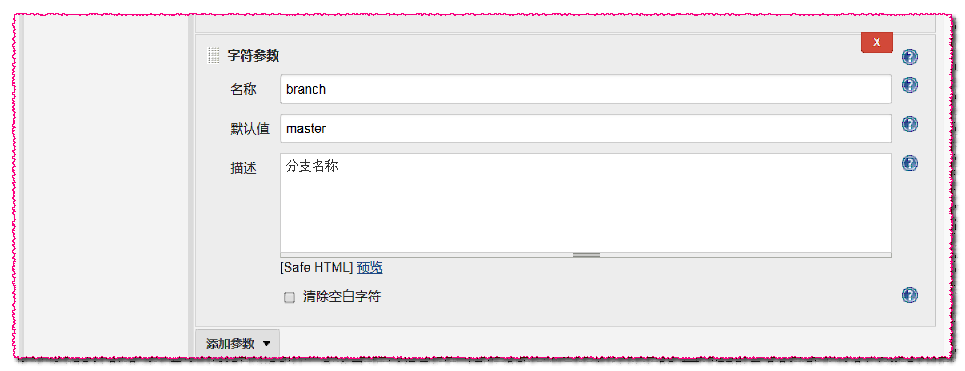 X
字符参数
名称 branch
默认值 master
描述 分支名称
[Safe HTML] 预览
清除空白字符
添加参数